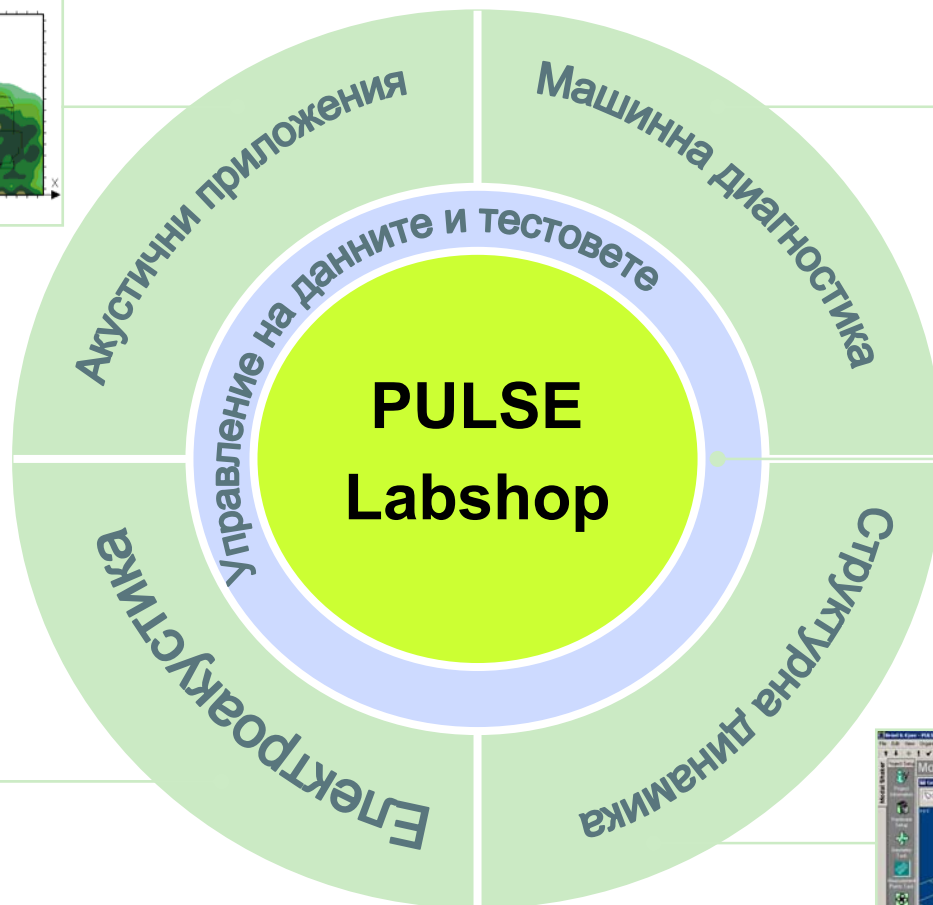 Акустични приложения
Машинна диагностика
Управление на данните и тестовете
PULSE
Labshop
Електроакустика
Структурна динамика
X